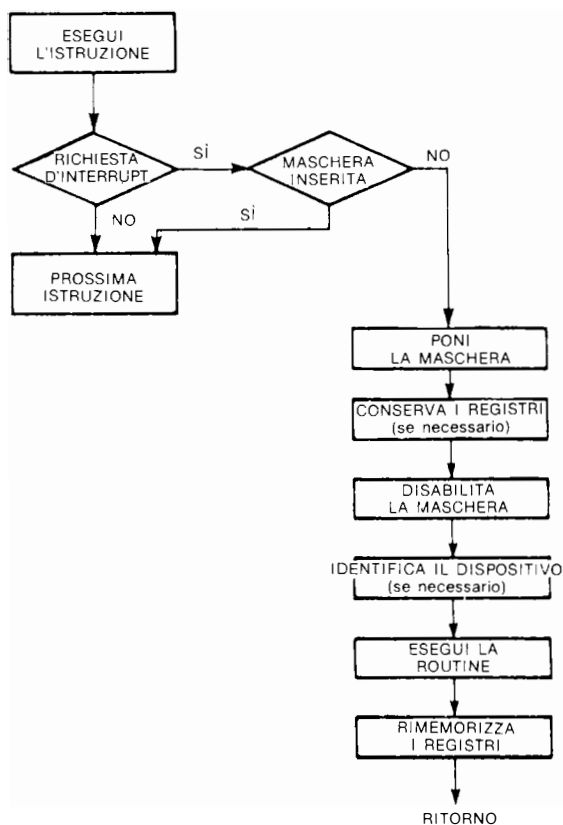 ESEGUI
L'ISTRUZIONE
RICHIESTA
D'INTERRUPT
SÌ
MASCHERA
INSERITA
NO
NO
SÌ
PROSSIMA
ISTRUZIONE
PONI
LA MASCHERA
CONSERVA I REGISTRI
(se necessario)
DISABILITA
LA MASCHERA
IDENTIFICA IL DISPOSITIVO
(se necessario)
ESEGUI LA
ROUTINE
RIMEMORIZZA
I REGISTRI
RITORNO